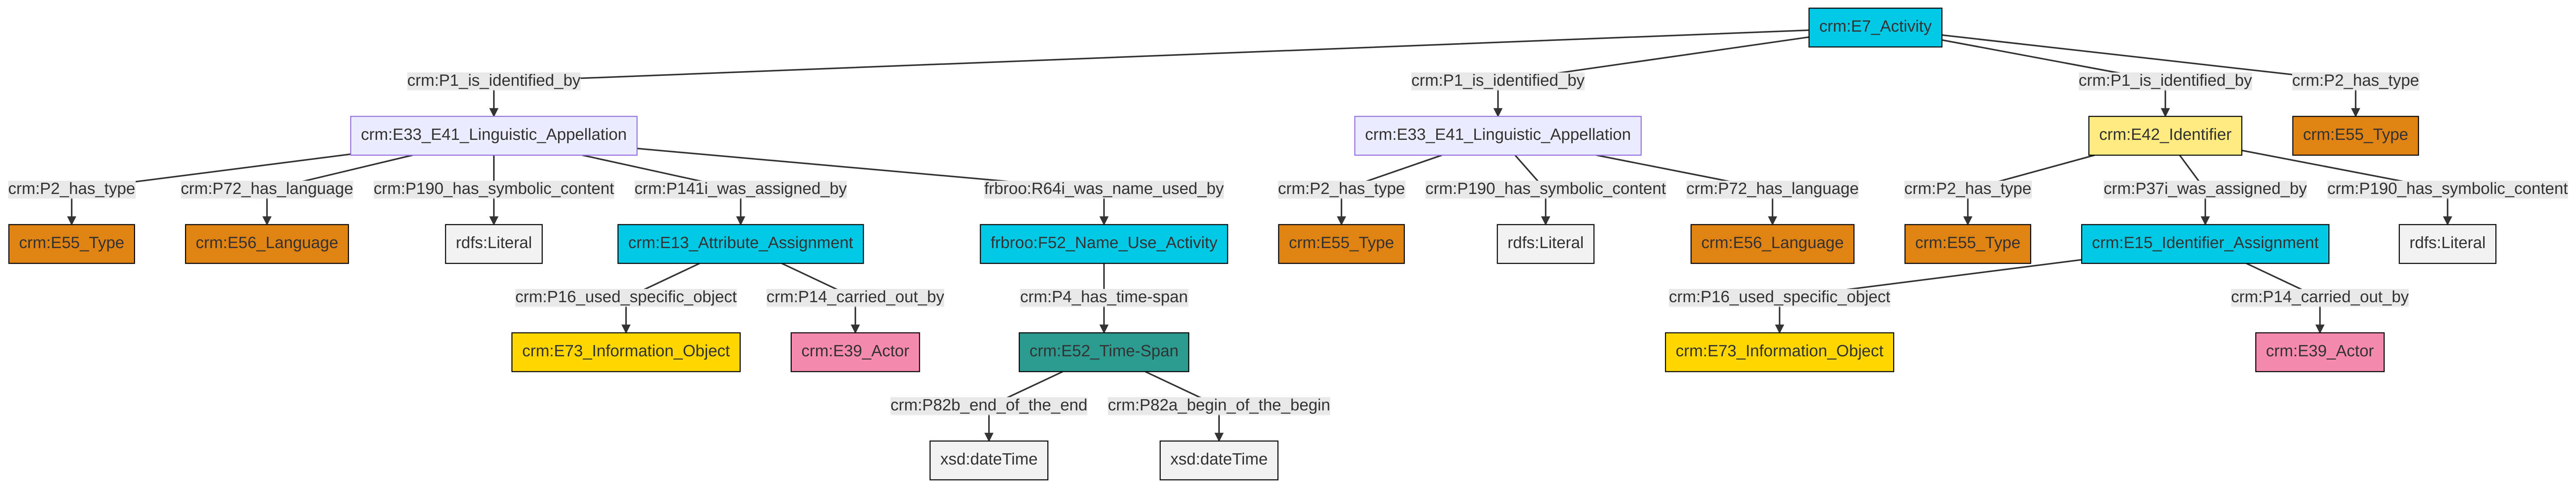 crm:E7_Activity
crm:P1_is_identified_by
crm:P1_is_identified_by
crm:P1_is_identified_by
crm:P2_has_type
crm:E33_E41_Linguistic_Appellation
crm:E33_E41_Linguistic_Appellation
crm:E42_Identifier
crm:E55_Type
crm:P2_has_type
crm:P72_has_language
crm:P190_has_symbolic_content
crm:P141i_was_assigned_by
frbroo:R64i_was_name_used_by
crm:P2_has_type
crm:P190_has_symbolic_content
crm:P72_has_language
crm:P2_has_type
crm:P37i_was_assigned_by
crm:P190_has_symbolic_content
crm:E55_Type
crm:E56_Language
rdfs:Literal
crm:E13_Attribute_Assignment
frbroo:F52_Name_Use_Activity
crm:E55_Type
rdfs:Literal
crm:E56_Language
crm:E55_Type
crm:E15_Identifier_Assignment
rdfs:Literal
crm:P16_used_specific_object
crm:P14_carried_out_by
crm:P4_has_time-span
crm:P16_used_specific_object
crm:P14_carried_out_by
crm:E73_Information_Object
crm:E39_Actor
crm:E52_Time-Span
crm:E73_Information_Object
crm:E39_Actor
crm:P82b_end_of_the_end
crm:P82a_begin_of_the_begin
xsd:dateTime
xsd:dateTime